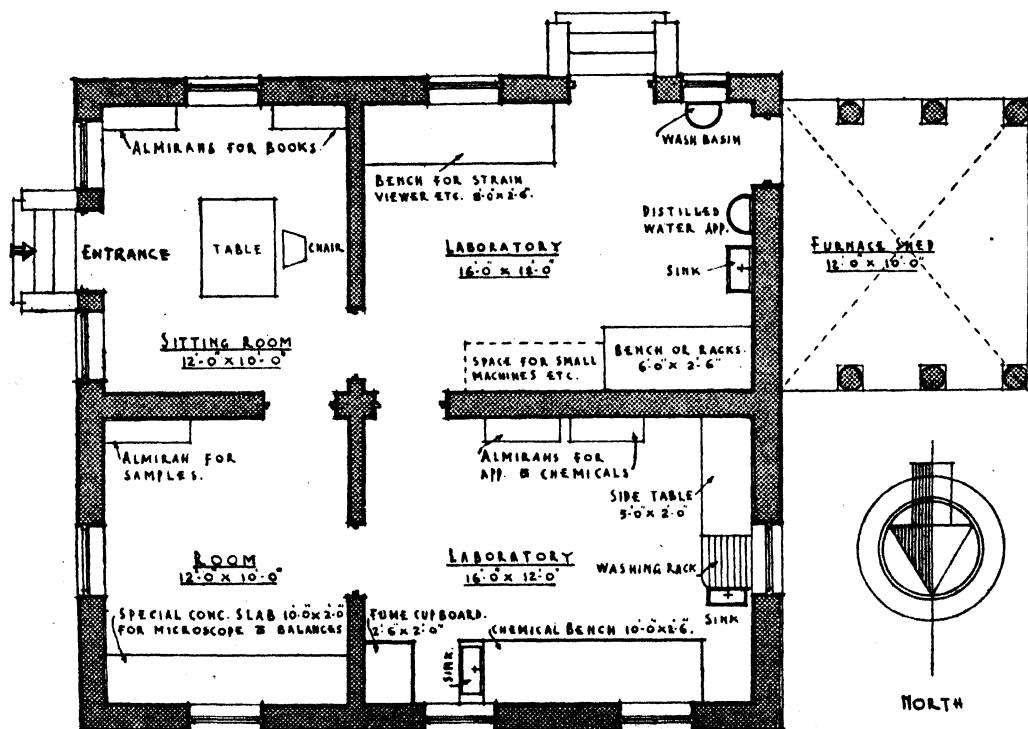 ALMIRAHS FOR BOOKS.
BENCH FOR STRAIN
VIEWER ETC. 8'-0"X2'-6".
WASH BASIN
ENTRANCE
TABLE
CHAIR
LABORATORY
16'-0" X 12'-0"
DISTILLED
WATER APP.
SINK
FURNACE SHED
12'-0" X 10'-0"
SITTING ROOM
12'-0" X 10'-0"
SPACE FOR SMALL
MACHINES ETC.
BENCH OR RACKS.
6'-0" X 2'-6"
ALMIRAH FOR
SAMPLES.
ALMIRAHS FOR
APP. & CHEMICALS
SIDE TABLE
5'-0" X 2'-0"
ROOM
12'-0" X 10'-0"
LABORATORY
16'-0" X 12'-0"
WASHING RACK
SINK
SPECIAL CONC. SLAB 10'-0"X2'-0"
FOR MICROSCOPE & BALANCES
FUME CUPBOARD.
2'-6"X2'-0"
SINK.
CHEMICAL BENCH 10'-0"X2'-6".
NORTH